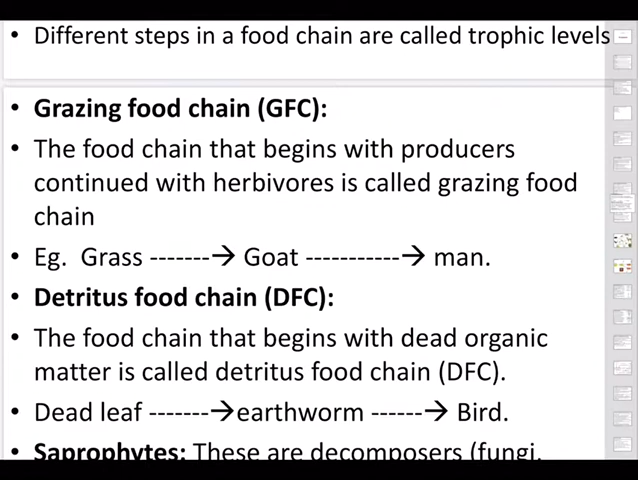 • Different steps in a food chain are called trophic levels
• Grazing food chain (GFC):
• The food chain that begins with producers
continued with herbivores is called grazing food
chain
• Eg. Grass -------→ Goat -----------→ man.
• Detritus food chain (DFC):
• The food chain that begins with dead organic
matter is called detritus food chain (DFC).
• Dead leaf -------→earthworm ------→ Bird.
• Saprophytes: These are decomposers (fungi,